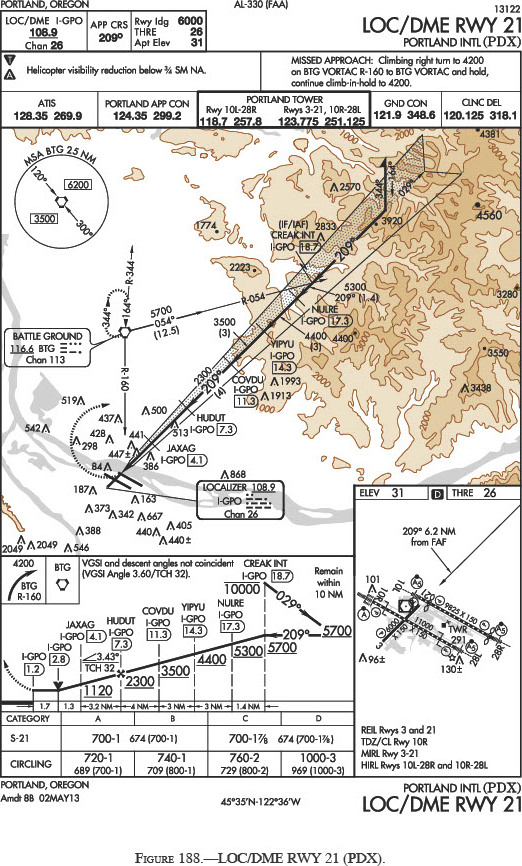 PORTLAND, OREGON
AL-330 (FAA)
13122
LOC/DME I-GPO
108.9
Chan 26
APP CRS
209°
Rwy ldg 6000
THRE 26
Apt Elev 31
LOC/DME RWY 21
PORTLAND INTL (PDX)
T
A
Helicopter visibility reduction below ¾ SM NA.
MISSED APPROACH: Climbing right turn to 4200
on BTG VORTAC R-160 to BTG VORTAC and hold,
continue climb-in-hold to 4200.
ATIS
128.35 269.9
PORTLAND APP CON
124.35 299.2
PORTLAND TOWER
Rwy 10L-28R
118.7 257.8
Rwys 3-21, 10R-28L
123.775 251.125
GND CON
121.9 348.6
CLNC DEL
120.125 318.1
MSA BTG 25 NM
120°
6200
3500
300°
4381
344°
164°
029°
2570
(IF/IAF)
CREAK INT
I-GPO 18.7
2833
3920
4560
1774
209°
2223
R-344
R-054
5300
209° (1.4)
3280
344°
164°
5700
054°
(12.5)
NULRE
I-GPO 17.3
3500
(3)
4400
(3)
4400
BATTLE GROUND
116.6 BTG
Chan 113
YIPYU
I-GPO 14.3
3550
2300
209°
(4)
COVDU
I-GPO 11.3
1993
1913
3438
R-160
519
500
437
542
428
441
298
513
HUDUT
I-GPO 7.3
447±
JAXAG
I-GPO 4.1
386
84
868
187
163
LOCALIZER 108.9
I-GPO
Chan 26
373
342
667
405
388
440
440±
2049
2049
546
ELEV 31
D
THRE 26
209° 6.2 NM
from FAF
101
101
10L
10R
9825 X 150
11000 X 150
TWR
291
3
21
28L
28R
96±
130±
REIL Rwys 3 and 21
TDZ/CL Rwy 10R
MIRL Rwy 3-21
HIRL Rwys 10L-28R and 10R-28L
4200
BTG
R-160
BTG
VGSI and descent angles not coincident
(VGSI Angle 3.60/TCH 32).
CREAK INT
I-GPO 18.7
10000
029°
Remain
within
10 NM
NULRE
I-GPO
17.3
YIPYU
I-GPO
14.3
COVDU
I-GPO
11.3
HUDUT
I-GPO
7.3
JAXAG
I-GPO 4.1
I-GPO
2.8
I-GPO
1.2
3.43°
TCH 32
209°
5700
5700
5300
4400
3500
2300
1120
1.7
1.3
3.2 NM
4 NM
3 NM
3 NM
1.4 NM
CATEGORY A B C D
S-21 700-1 674 (700-1) 700-1⅞ 674 (700-1⅞)
CIRCLING 720-1 740-1 760-2 1000-3
689 (700-1) 709 (800-1) 729 (800-2) 969 (1000-3)
PORTLAND, OREGON
Amdt 8B 02MAY13
45°35'N-122°36'W
PORTLAND INTL (PDX)
LOC/DME RWY 21
FIGURE 188.—LOC/DME RWY 21 (PDX).